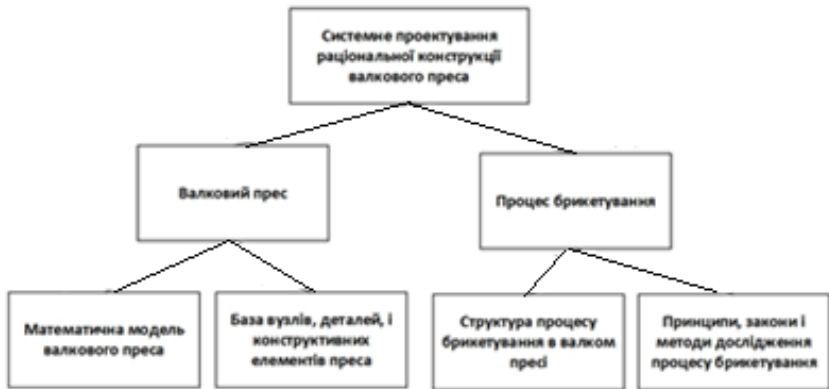 Системне проектування
раціональної конструкції
валкового преса
Валковий прес
Процес брикетування
Математична модель
валкового преса
База вузлів, деталей, і
конструктивних
елементів преса
Структура процесу
брикетування в валком
пресі
Принципи, закони і
методи дослідження
процесу брикетування